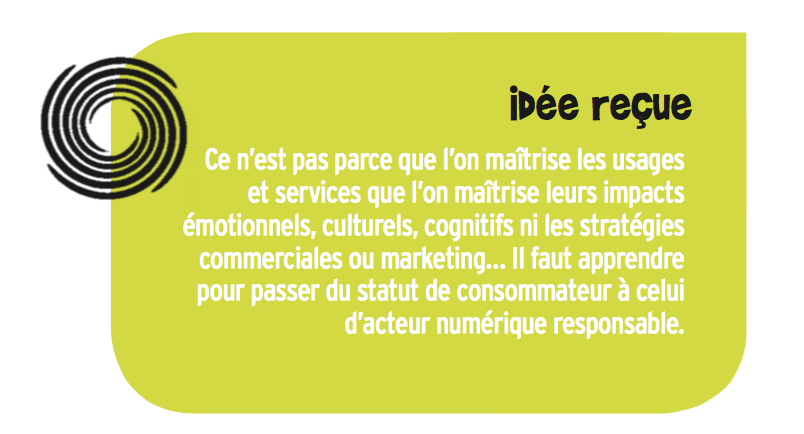 iDée reçue
Ce n'est pas parce que l'on maîtrise les usages
et services que l'on maîtrise leurs impacts
émotionnels, culturels, cognitifs ni les stratégies
commerciales ou marketing... Il faut apprendre
pour passer du statut de consommateur à celui
d'acteur numérique responsable.